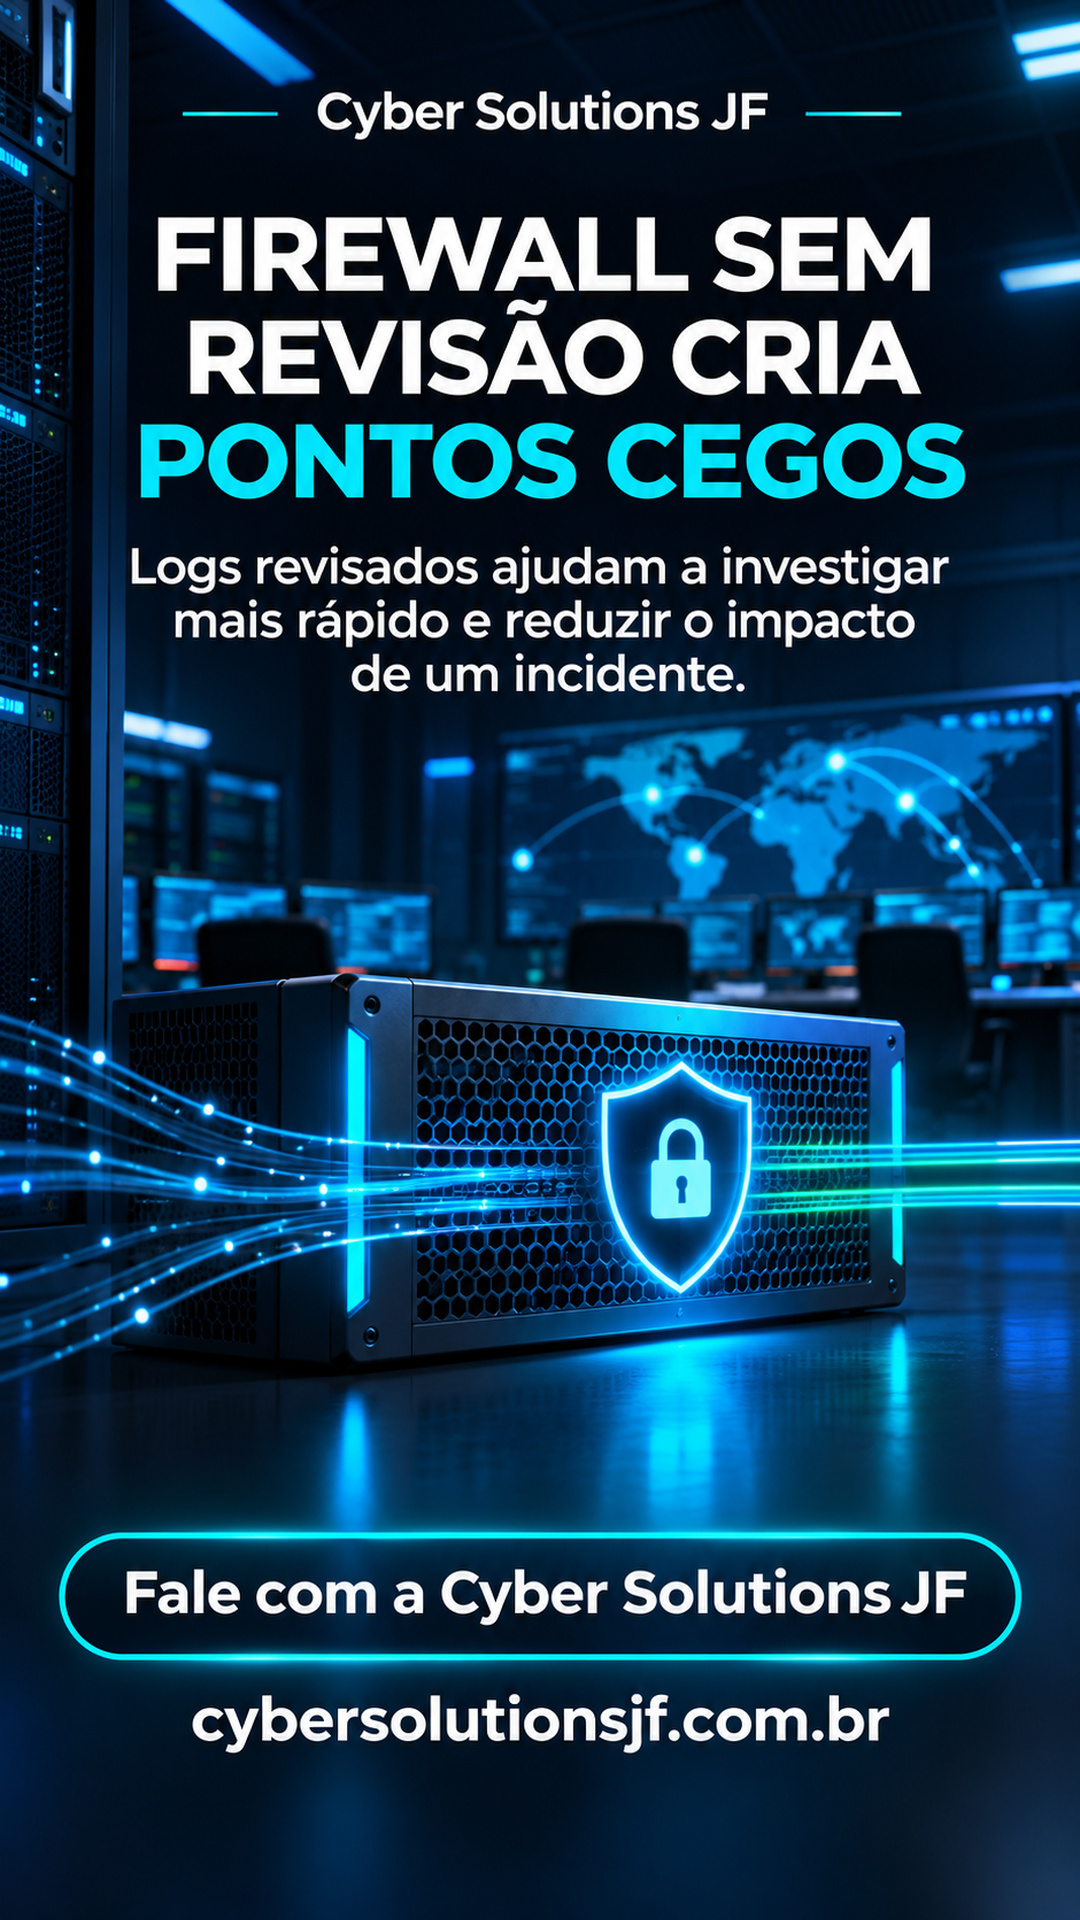 Cyber Solutions JF
FIREWALL SEM
REVISÃO CRIA
PONTOS CEGOS
Logs revisados ajudam a investigar
mais rápido e reduzir o impacto
de um incidente.
Fale com a Cyber Solutions JF
cybersolutionsjf.com.br